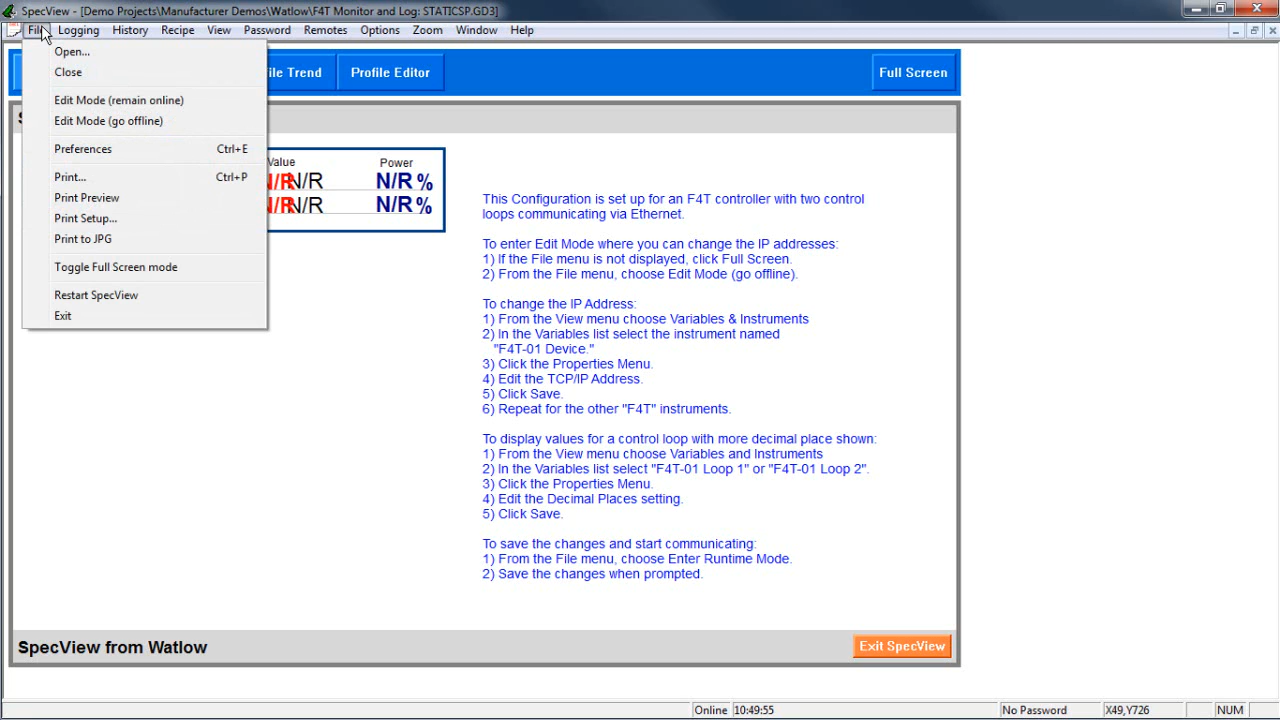 SpecView - [Demo Projects\Manufacturer Demos\Watlow\F4T Monitor and Log: STATICSP.GD3]
File Logging History Recipe View Password Remotes Options Zoom Window Help
Open...
Close
Edit Mode (remain online)
Edit Mode (go offline)
Preferences Ctrl+E
Print... Ctrl+P
Print Preview
Print Setup...
Print to JPG
Toggle Full Screen mode
Restart SpecView
Exit
ile Trend Profile Editor Full Screen
Value Power
N/R N/R N/R %
N/R N/R N/R %
This Configuration is set up for an F4T controller with two control
loops communicating via Ethernet.
To enter Edit Mode where you can change the IP addresses:
1) If the File menu is not displayed, click Full Screen.
2) From the File menu, choose Edit Mode (go offline).
To change the IP Address:
1) From the View menu choose Variables & Instruments
2) In the Variables list select the instrument named
"F4T-01 Device."
3) Click the Properties Menu.
4) Edit the TCP/IP Address.
5) Click Save.
6) Repeat for the other "F4T" instruments.
To display values for a control loop with more decimal place shown:
1) From the View menu choose Variables and Instruments
2) In the Variables list select "F4T-01 Loop 1" or "F4T-01 Loop 2".
3) Click the Properties Menu.
4) Edit the Decimal Places setting.
5) Click Save.
To save the changes and start communicating:
1) From the File menu, choose Enter Runtime Mode.
2) Save the changes when prompted.
SpecView from Watlow Exit SpecView
Online 10:49:55 No Password X49,Y726 NUM